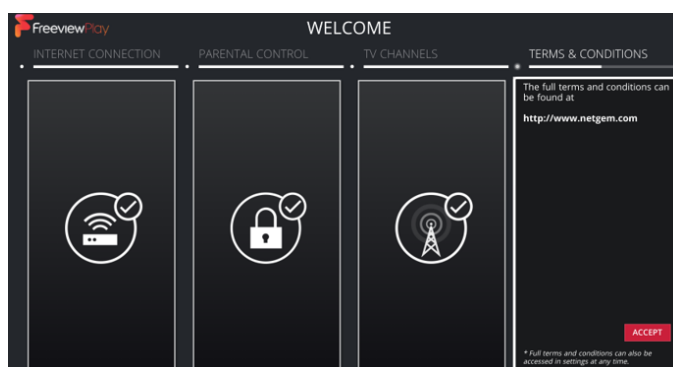 FreeviewPlay
WELCOME
INTERNET CONNECTION
PARENTAL CONTROL
TV CHANNELS
TERMS & CONDITIONS
The full terms and conditions can
be found at
http://www.netgem.com
ACCEPT
* Full terms and conditions can also be
accessed in settings at any time.